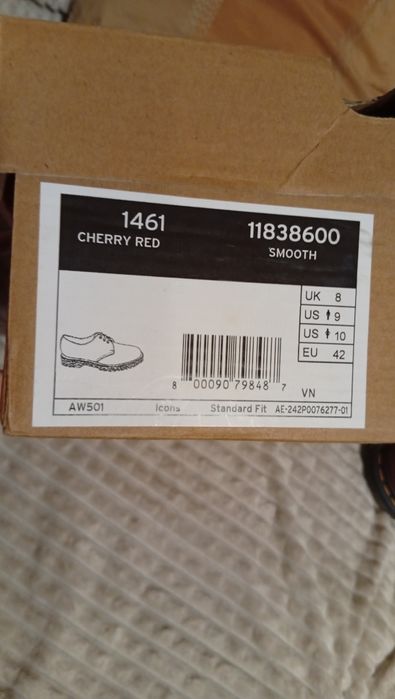 1461
CHERRY RED
11838600
SMOOTH
UK 8
US 9
US 10
EU 42
8 00090 79848 7
VN
AW501 Icons Standard Fit AE-242P0076277-01